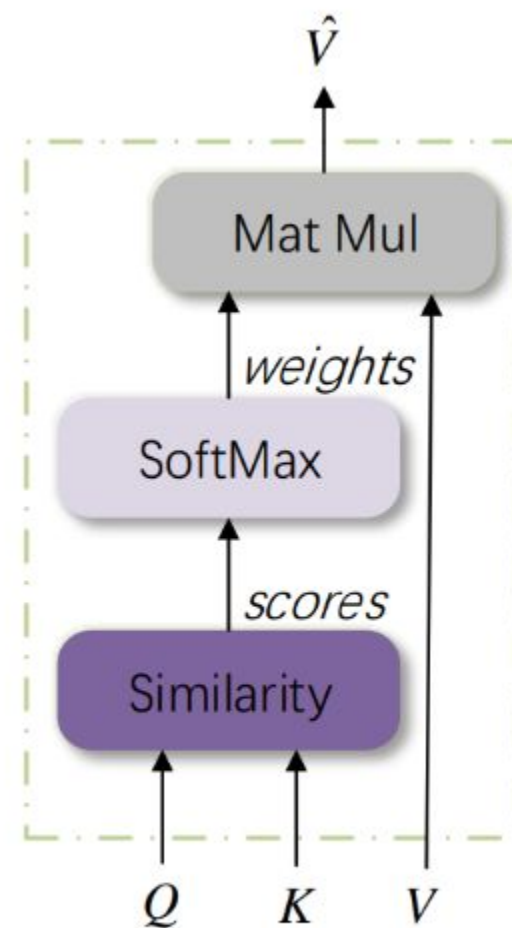 V̂
Mat Mul
weights
SoftMax
scores
Similarity
Q K V